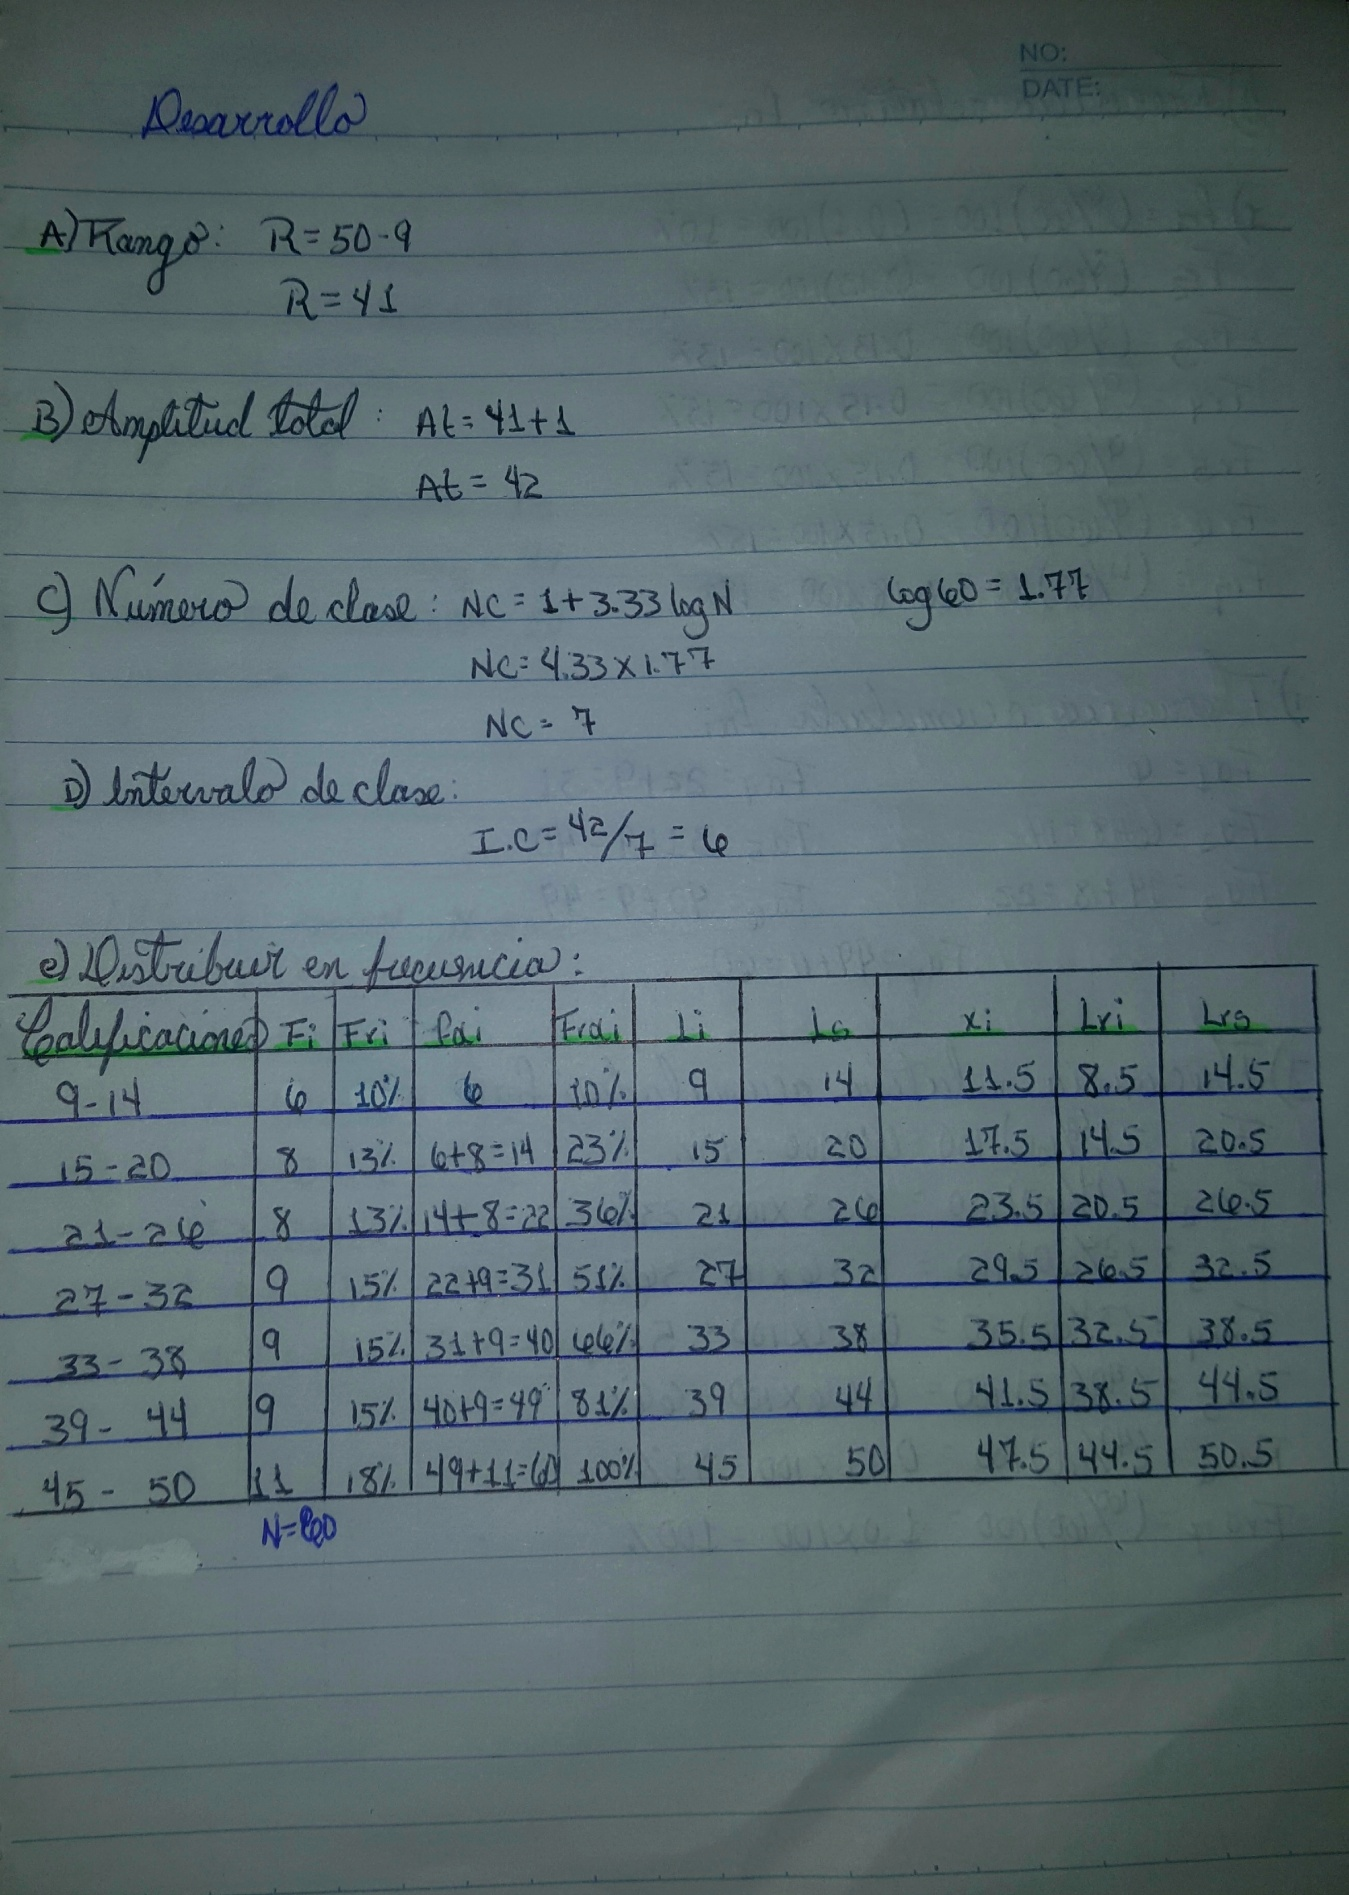 NO:
DATE:
Desarrollo
A) Rango: R=50-9
R=41
B) Amplitud total: At=41+1
At=42
C) Número de clase: NC=1+3.33 log N log 60=1.77
NC=4.33x1.77
NC=7
D) Intervalo de clase:
I.C=42/7=6
e) Distribuir en frecuencia:
Calificaciones Fi Fri Fai Frai Li Ls xi Lri Lrs
9-14 6 10% 6 10% 9 14 11.5 8.5 14.5
15-20 8 13% 6+8=14 23% 15 20 17.5 14.5 20.5
21-26 8 13% 14+8=22 36% 21 26 23.5 20.5 26.5
27-32 9 15% 22+9=31 51% 27 32 29.5 26.5 32.5
33-38 9 15% 31+9=40 66% 33 38 35.5 32.5 38.5
39-44 9 15% 40+9=49 81% 39 44 41.5 38.5 44.5
45-50 11 18% 49+11=60 100% 45 50 47.5 44.5 50.5
N=60